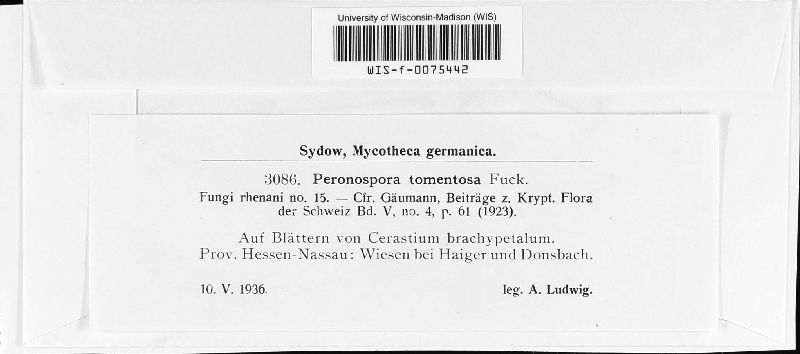 University of Wisconsin-Madison (WIS)
WIS-f-0075442
Sydow, Mycotheca germanica.
3086. Peronospora tomentosa Fuck.
Fungi rhenani no. 15. — Cfr. Gäumann, Beiträge z. Krypt. Flora
der Schweiz Bd. V, no. 4, p. 61 (1923).
Auf Blättern von Cerastium brachypetalum.
Prov. Hessen-Nassau: Wiesen bei Haiger und Donsbach.
10. V. 1936.
leg. A. Ludwig.